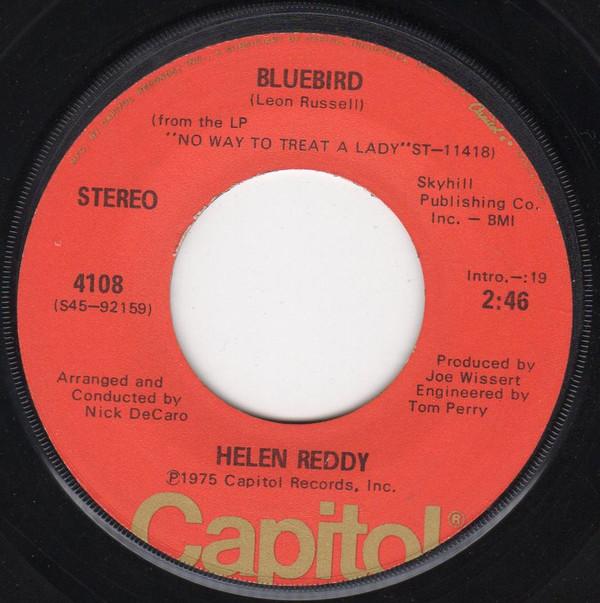 BLUEBIRD
(Leon Russell)
(from the LP
"NO WAY TO TREAT A LADY"ST-11418)
STEREO
Skyhill
Publishing Co.
Inc. - BMI
4108
(S45-92159)
Intro.-:19
2:46
Arranged and
Conducted by
Nick DeCaro
Produced by
Joe Wissert
Engineered by
Tom Perry
HELEN REDDY
Ⓟ1975 Capitol Records, Inc.
Capitol®